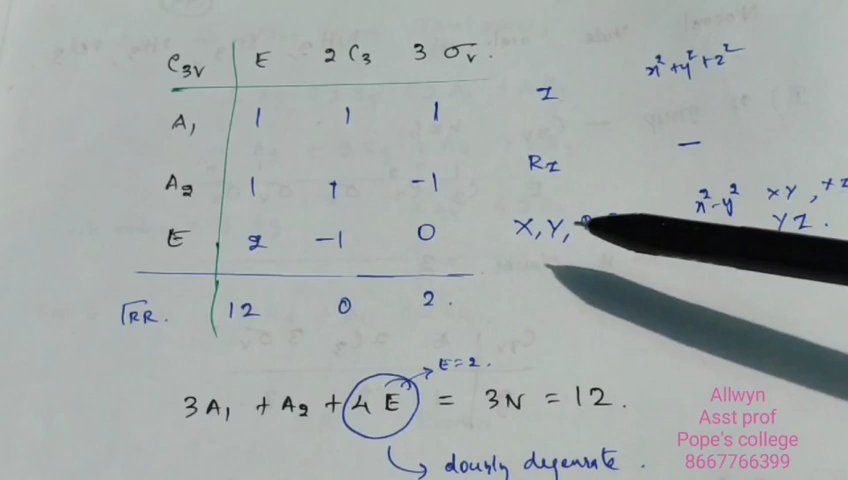 C3V E 2C3 3σv. x²+y²+z²
A1 1 1 1 Z
A2 1 1 -1 Rz —
E 2 -1 0 X,Y, x²-y² XY, XZ
YZ.
ΓRR. 12 0 2.
E=2.
3A1 + A2 + 4E = 3N = 12.
doubly degenrate.
Allwyn
Asst prof
Pope's college
8667766399